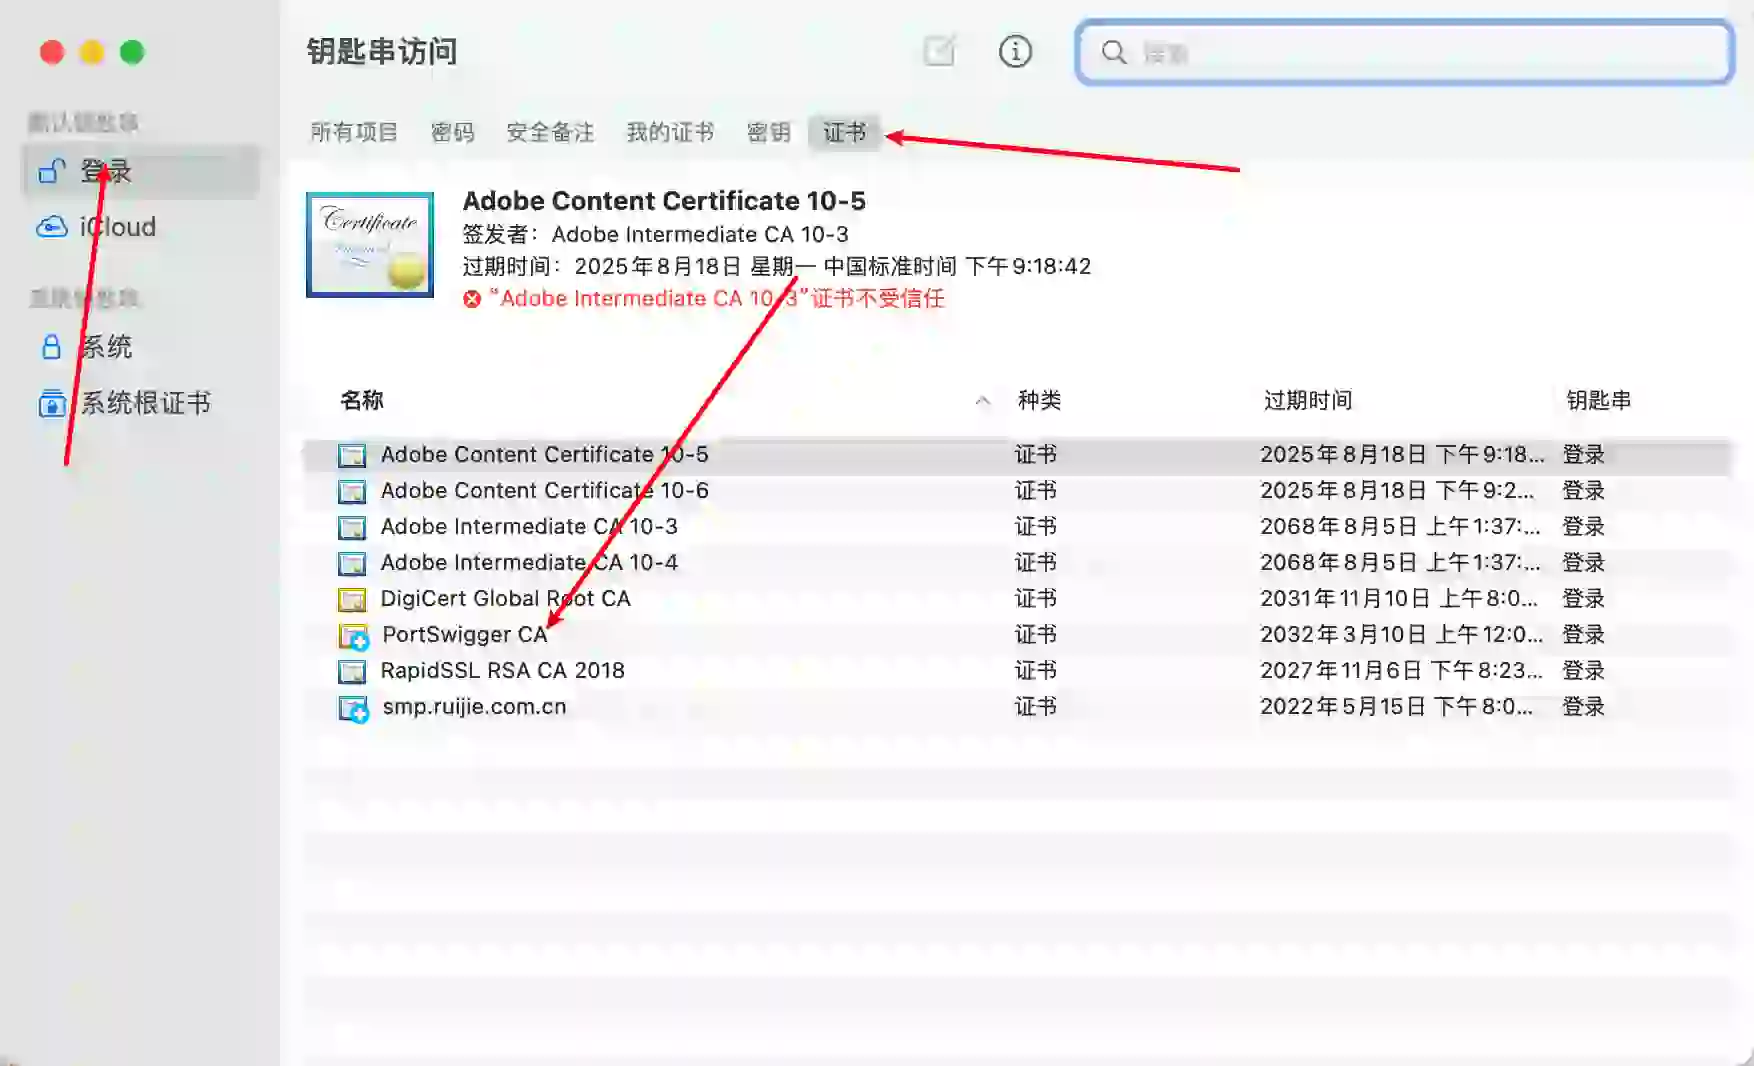 钥匙串访问
搜索
所有项目 密码 安全备注 我的证书 密钥 证书
默认钥匙串
登录
iCloud
系统钥匙串
系统
系统根证书
Certificate
Adobe Content Certificate 10-5
签发者：Adobe Intermediate CA 10-3
过期时间：2025年8月18日 星期一 中国标准时间 下午9:18:42
“Adobe Intermediate CA 10-3”证书不受信任
名称 种类 过期时间 钥匙串
Adobe Content Certificate 10-5 证书 2025年8月18日 下午9:18... 登录
Adobe Content Certificate 10-6 证书 2025年8月18日 下午9:2... 登录
Adobe Intermediate CA 10-3 证书 2068年8月5日 上午1:37:... 登录
Adobe Intermediate CA 10-4 证书 2068年8月5日 上午1:37:... 登录
DigiCert Global Root CA 证书 2031年11月10日 上午8:0... 登录
PortSwigger CA 证书 2032年3月10日 上午12:0... 登录
RapidSSL RSA CA 2018 证书 2027年11月6日 下午8:23... 登录
smp.ruijie.com.cn 证书 2022年5月15日 下午8:0... 登录